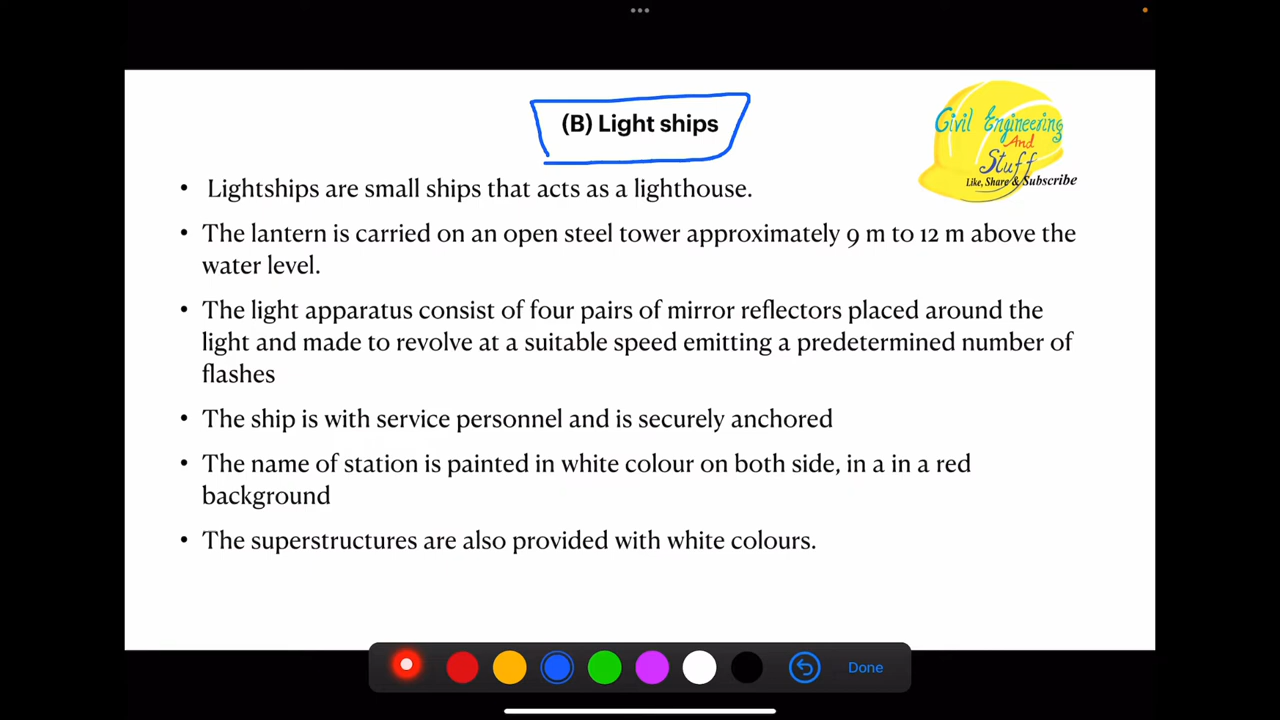 (B) Light ships
Civil Engineering
And
Stuff
Like, Share & Subscribe
• Lightships are small ships that acts as a lighthouse.
• The lantern is carried on an open steel tower approximately 9 m to 12 m above the
water level.
• The light apparatus consist of four pairs of mirror reflectors placed around the
light and made to revolve at a suitable speed emitting a predetermined number of
flashes
• The ship is with service personnel and is securely anchored
• The name of station is painted in white colour on both side, in a in a red
background
• The superstructures are also provided with white colours.
Done